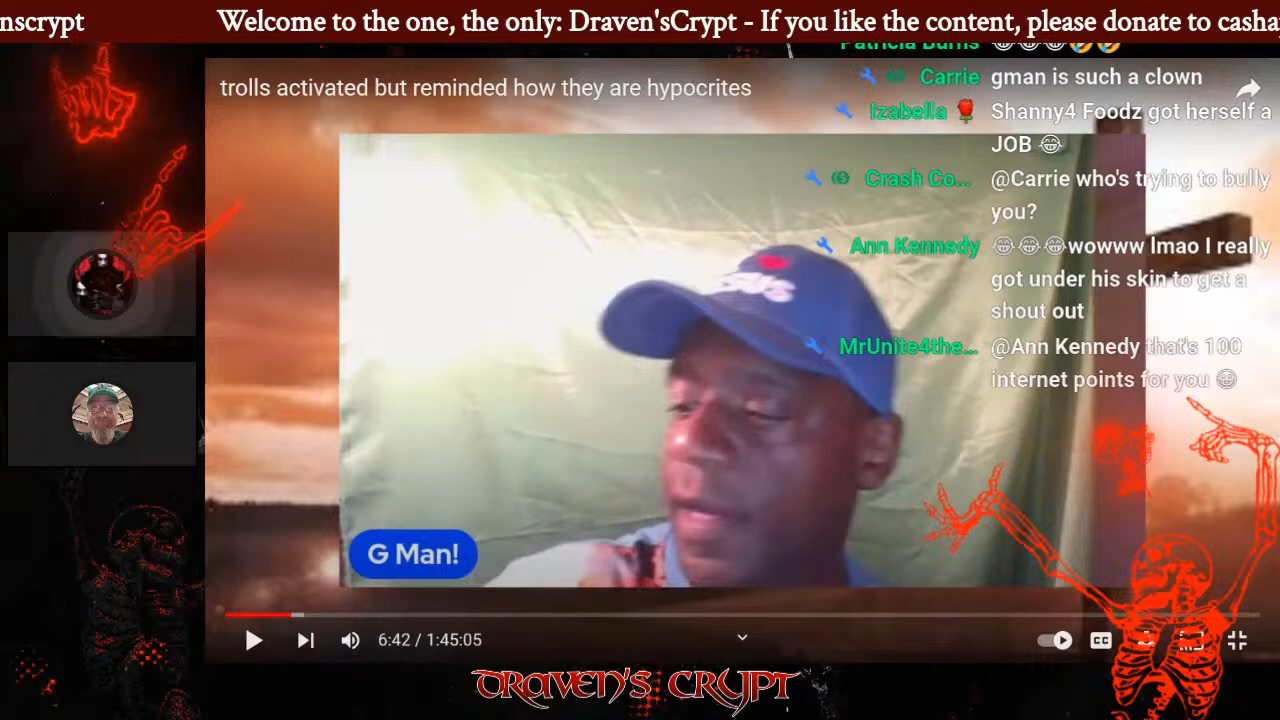 nscrypt Welcome to the one, the only: Draven'sCrypt - If you like the content, please donate to casha
Patricia Burns
trolls activated but reminded how they are hypocrites
Carrie gman is such a clown
Izabella 🌹 Shanny4 Foodz got herself a
JOB 😂
Crash Co... @Carrie who's trying to bully
you?
Ann Kennedy 😂😂😂wowww lmao I really
got under his skin to get a
shout out
MrUnite4the... @Ann Kennedy that's 100
internet points for you
G Man!
6:42 / 1:45:05
CC
DRAVEN'S CRYPT